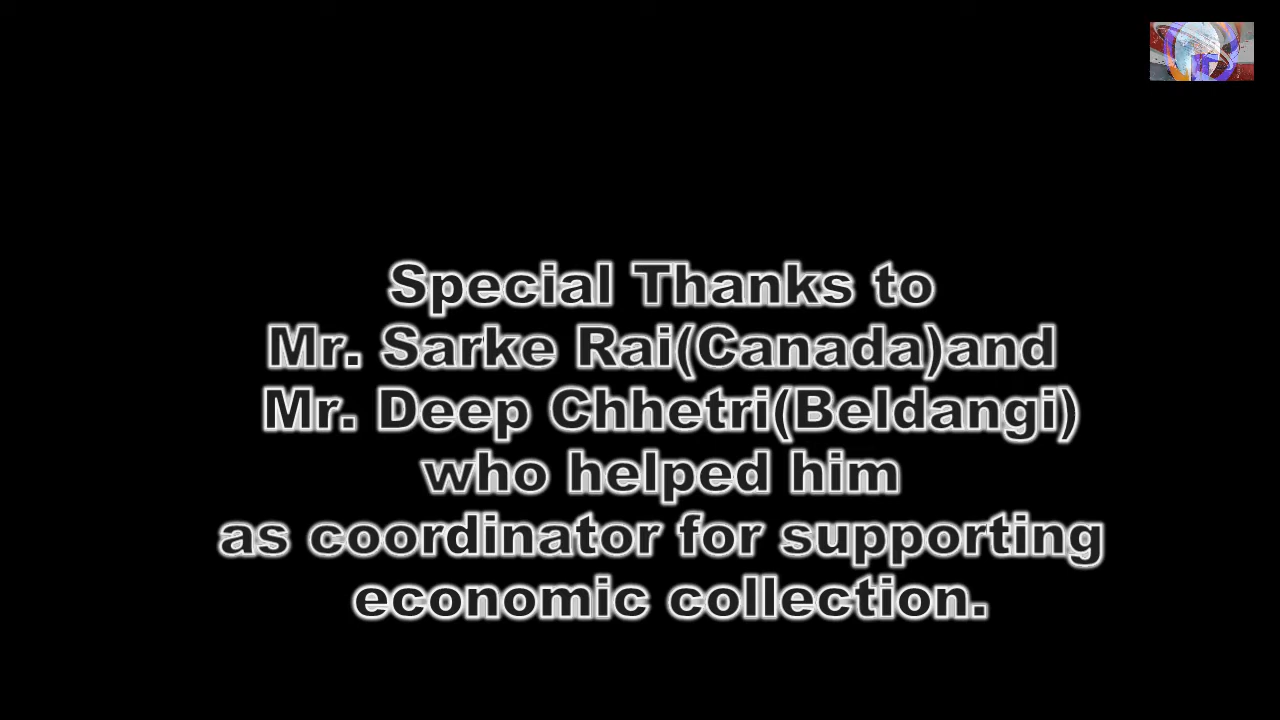 Special Thanks to
Mr. Sarke Rai(Canada)and
Mr. Deep Chhetri(Beldangi)
who helped him
as coordinator for supporting
economic collection.